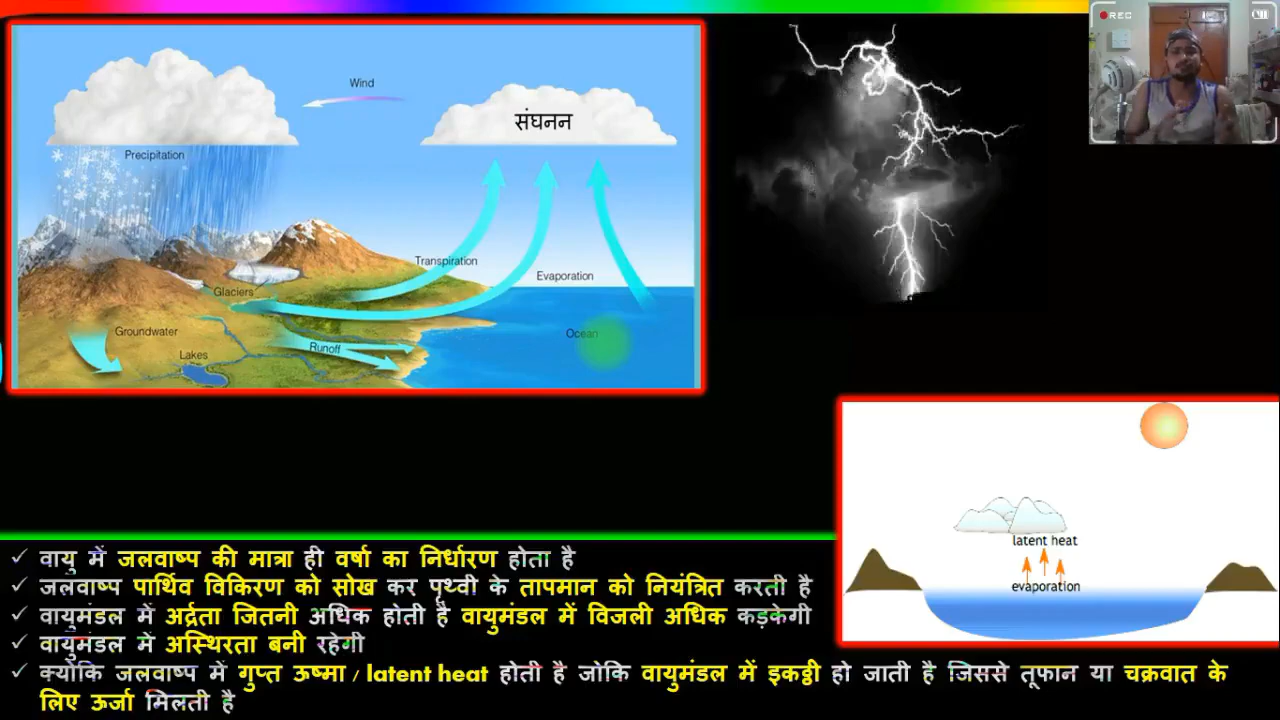 REC
Wind
संघनन
Precipitation
Transpiration
Evaporation
Glaciers
Groundwater
Ocean
Runoff
Lakes
latent heat
evaporation
✓ वायु में जलवाष्प की मात्रा ही वर्षा का निर्धारण होता है
✓ जलवाष्प पार्थिव विकिरण को सोख कर पृथ्वी के तापमान को नियंत्रित करती है
✓ वायुमंडल में अर्द्रता जितनी अधिक होती है वायुमंडल में विजली अधिक कड़केगी
✓ वायुमंडल में अस्थिरता बनी रहेगी
✓ क्योकि जलवाष्प में गुप्त ऊष्मा / latent heat होती है जोकि वायुमंडल में इकठ्ठी हो जाती है जिससे तूफान या चक्रवात के
लिए ऊर्जा मिलती है